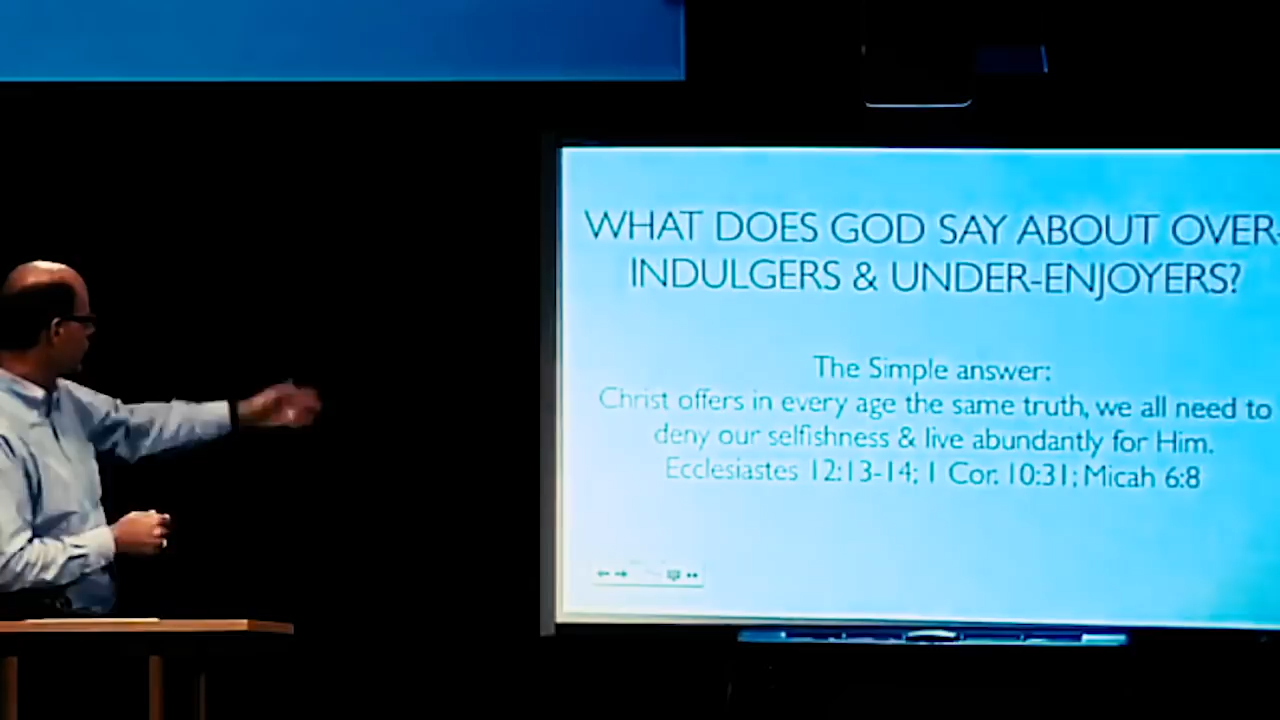 WHAT DOES GOD SAY ABOUT OVER-
INDULGERS & UNDER-ENJOYERS?
The Simple answer:
Christ offers in every age the same truth, we all need to
deny our selfishness & live abundantly for Him.
Ecclesiastes 12:13-14; 1 Cor. 10:31; Micah 6:8